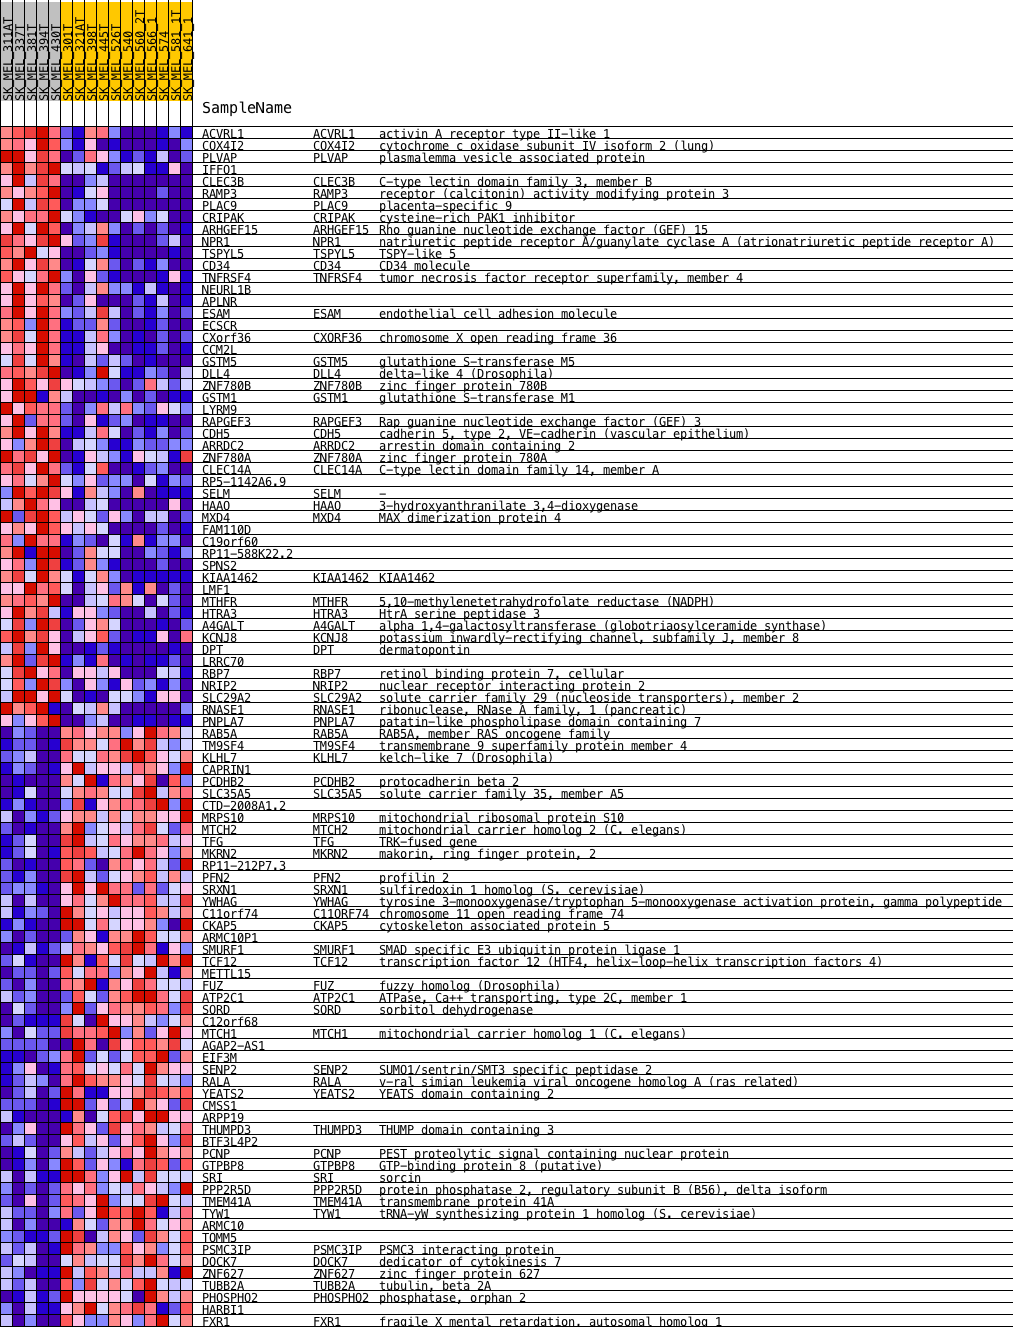 SK_MEL_311AT
SK_MEL_337T
SK_MEL_381T
SK_MEL_394T
SK_MEL_430T
SK_MEL_301T
SK_MEL_321AT
SK_MEL_398T
SK_MEL_445T
SK_MEL_526T
SK_MEL_540
SK_MEL_560_2T
SK_MEL_566_1
SK_MEL_574
SK_MEL_581_1T
SK_MEL_641_1
SampleName
ACVRL1 ACVRL1 activin A receptor type II-like 1
COX4I2 COX4I2 cytochrome c oxidase subunit IV isoform 2 (lung)
PLVAP PLVAP plasmalemma vesicle associated protein
IFFO1
CLEC3B CLEC3B C-type lectin domain family 3, member B
RAMP3 RAMP3 receptor (calcitonin) activity modifying protein 3
PLAC9 PLAC9 placenta-specific 9
CRIPAK CRIPAK cysteine-rich PAK1 inhibitor
ARHGEF15 ARHGEF15 Rho guanine nucleotide exchange factor (GEF) 15
NPR1 NPR1 natriuretic peptide receptor A/guanylate cyclase A (atrionatriuretic peptide receptor A)
TSPYL5 TSPYL5 TSPY-like 5
CD34 CD34 CD34 molecule
TNFRSF4 TNFRSF4 tumor necrosis factor receptor superfamily, member 4
NEURL1B
APLNR
ESAM ESAM endothelial cell adhesion molecule
ECSCR
CXorf36 CXORF36 chromosome X open reading frame 36
CCM2L
GSTM5 GSTM5 glutathione S-transferase M5
DLL4 DLL4 delta-like 4 (Drosophila)
ZNF780B ZNF780B zinc finger protein 780B
GSTM1 GSTM1 glutathione S-transferase M1
LYRM9
RAPGEF3 RAPGEF3 Rap guanine nucleotide exchange factor (GEF) 3
CDH5 CDH5 cadherin 5, type 2, VE-cadherin (vascular epithelium)
ARRDC2 ARRDC2 arrestin domain containing 2
ZNF780A ZNF780A zinc finger protein 780A
CLEC14A CLEC14A C-type lectin domain family 14, member A
RP5-1142A6.9
SELM SELM -
HAAO HAAO 3-hydroxyanthranilate 3,4-dioxygenase
MXD4 MXD4 MAX dimerization protein 4
FAM110D
C19orf60
RP11-588K22.2
SPNS2
KIAA1462 KIAA1462 KIAA1462
LMF1
MTHFR MTHFR 5,10-methylenetetrahydrofolate reductase (NADPH)
HTRA3 HTRA3 HtrA serine peptidase 3
A4GALT A4GALT alpha 1,4-galactosyltransferase (globotriaosylceramide synthase)
KCNJ8 KCNJ8 potassium inwardly-rectifying channel, subfamily J, member 8
DPT DPT dermatopontin
LRRC70
RBP7 RBP7 retinol binding protein 7, cellular
NRIP2 NRIP2 nuclear receptor interacting protein 2
SLC29A2 SLC29A2 solute carrier family 29 (nucleoside transporters), member 2
RNASE1 RNASE1 ribonuclease, RNase A family, 1 (pancreatic)
PNPLA7 PNPLA7 patatin-like phospholipase domain containing 7
RAB5A RAB5A RAB5A, member RAS oncogene family
TM9SF4 TM9SF4 transmembrane 9 superfamily protein member 4
KLHL7 KLHL7 kelch-like 7 (Drosophila)
CAPRIN1
PCDHB2 PCDHB2 protocadherin beta 2
SLC35A5 SLC35A5 solute carrier family 35, member A5
CTD-2008A1.2
MRPS10 MRPS10 mitochondrial ribosomal protein S10
MTCH2 MTCH2 mitochondrial carrier homolog 2 (C. elegans)
TFG TFG TRK-fused gene
MKRN2 MKRN2 makorin, ring finger protein, 2
RP11-212P7.3
PFN2 PFN2 profilin 2
SRXN1 SRXN1 sulfiredoxin 1 homolog (S. cerevisiae)
YWHAG YWHAG tyrosine 3-monooxygenase/tryptophan 5-monooxygenase activation protein, gamma polypeptide
C11orf74 C11ORF74 chromosome 11 open reading frame 74
CKAP5 CKAP5 cytoskeleton associated protein 5
ARMC10P1
SMURF1 SMURF1 SMAD specific E3 ubiquitin protein ligase 1
TCF12 TCF12 transcription factor 12 (HTF4, helix-loop-helix transcription factors 4)
METTL15
FUZ FUZ fuzzy homolog (Drosophila)
ATP2C1 ATP2C1 ATPase, Ca++ transporting, type 2C, member 1
SORD SORD sorbitol dehydrogenase
C12orf68
MTCH1 MTCH1 mitochondrial carrier homolog 1 (C. elegans)
AGAP2-AS1
EIF3M
SENP2 SENP2 SUMO1/sentrin/SMT3 specific peptidase 2
RALA RALA v-ral simian leukemia viral oncogene homolog A (ras related)
YEATS2 YEATS2 YEATS domain containing 2
CMSS1
ARPP19
THUMPD3 THUMPD3 THUMP domain containing 3
BTF3L4P2
PCNP PCNP PEST proteolytic signal containing nuclear protein
GTPBP8 GTPBP8 GTP-binding protein 8 (putative)
SRI SRI sorcin
PPP2R5D PPP2R5D protein phosphatase 2, regulatory subunit B (B56), delta isoform
TMEM41A TMEM41A transmembrane protein 41A
TYW1 TYW1 tRNA-yW synthesizing protein 1 homolog (S. cerevisiae)
ARMC10
TOMM5
PSMC3IP PSMC3IP PSMC3 interacting protein
DOCK7 DOCK7 dedicator of cytokinesis 7
ZNF627 ZNF627 zinc finger protein 627
TUBB2A TUBB2A tubulin, beta 2A
PHOSPHO2 PHOSPHO2 phosphatase, orphan 2
HARBI1
FXR1 FXR1 fragile X mental retardation, autosomal homolog 1